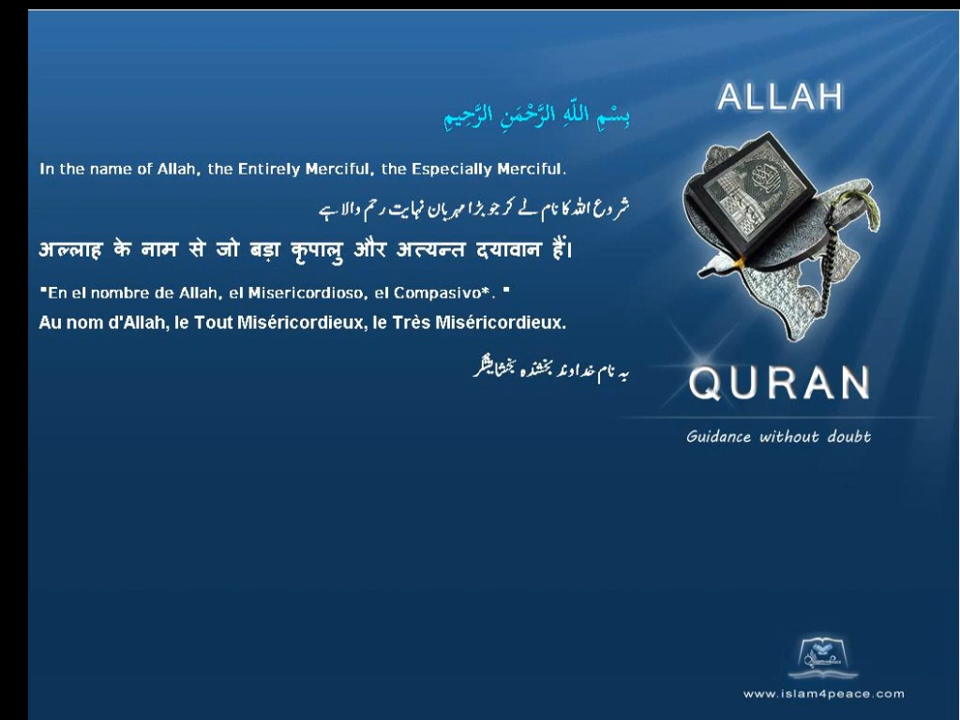 بِسْمِ اللّهِ الرَّحْمَنِ الرَّحِيمِ
In the name of Allah, the Entirely Merciful, the Especially Merciful.
شروع اللہ کا نام لے کر جو بڑا مہربان نہایت رحم والا ہے
अल्लाह के नाम से जो बड़ा कृपालु और अत्यन्त दयावान हैं।
"En el nombre de Allah, el Misericordioso, el Compasivo*. "
Au nom d'Allah, le Tout Miséricordieux, le Très Miséricordieux.
به نام خداوند بخشنده بخشایشگر
ALLAH
QURAN
Guidance without doubt
www.islam4peace.com